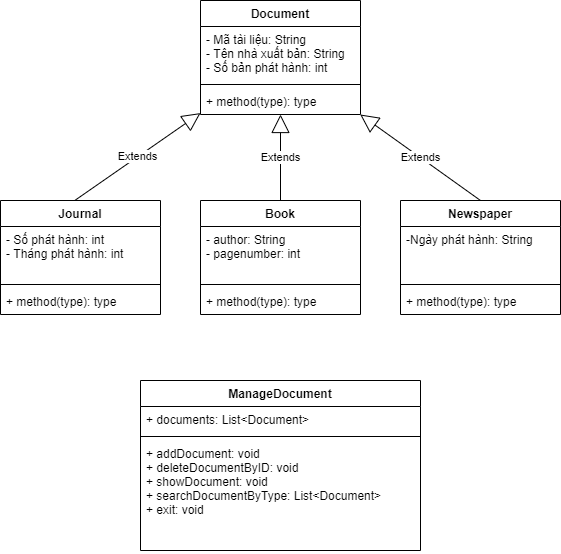 Document
- Mã tài liệu: String
- Tên nhà xuất bản: String
- Số bản phát hành: int
+ method(type): type
Extends
Extends
Extends
Journal
- Số phát hành: int
- Tháng phát hành: int
+ method(type): type
Book
- author: String
- pagenumber: int
+ method(type): type
Newspaper
-Ngày phát hành: String
+ method(type): type
ManageDocument
+ documents: List<Document>
+ addDocument: void
+ deleteDocumentByID: void
+ showDocument: void
+ searchDocumentByType: List<Document>
+ exit: void